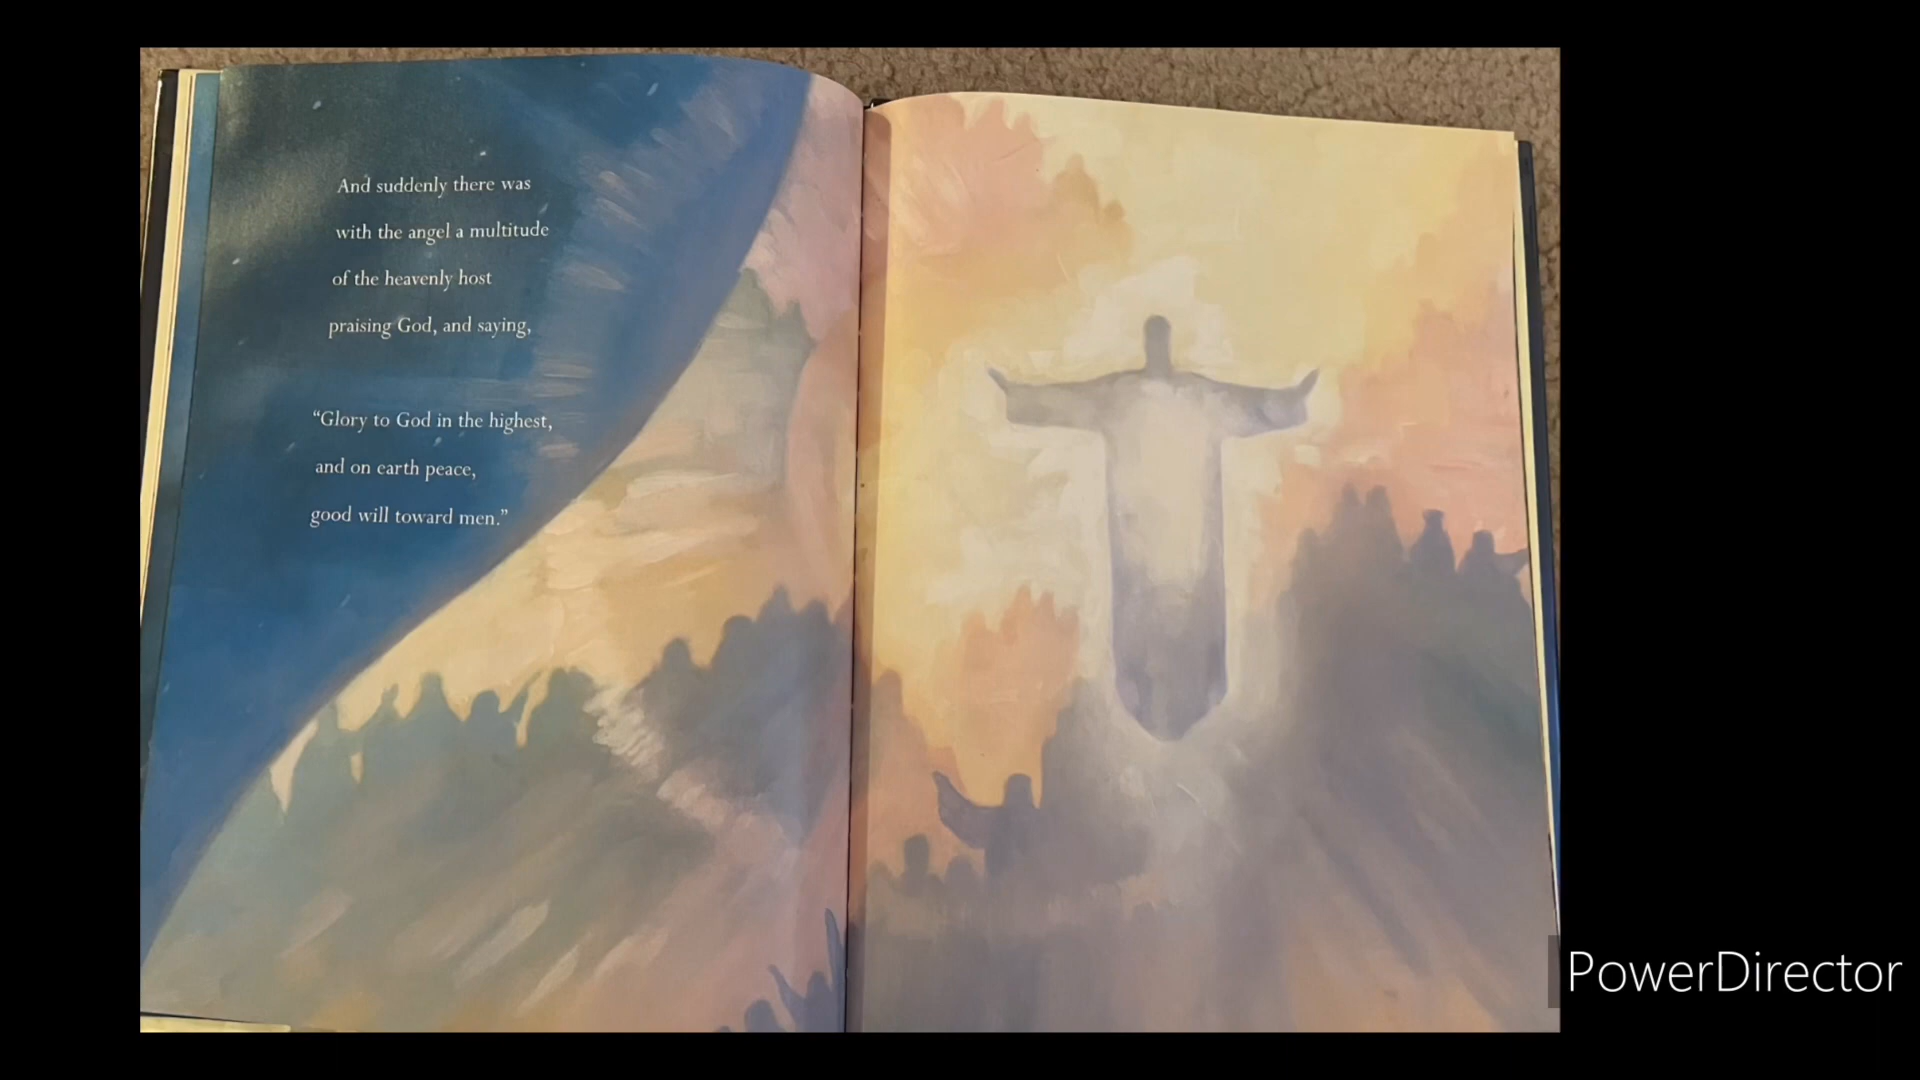 And suddenly there was
with the angel a multitude
of the heavenly host
praising God, and saying,
“Glory to God in the highest,
and on earth peace,
good will toward men.”
PowerDirector